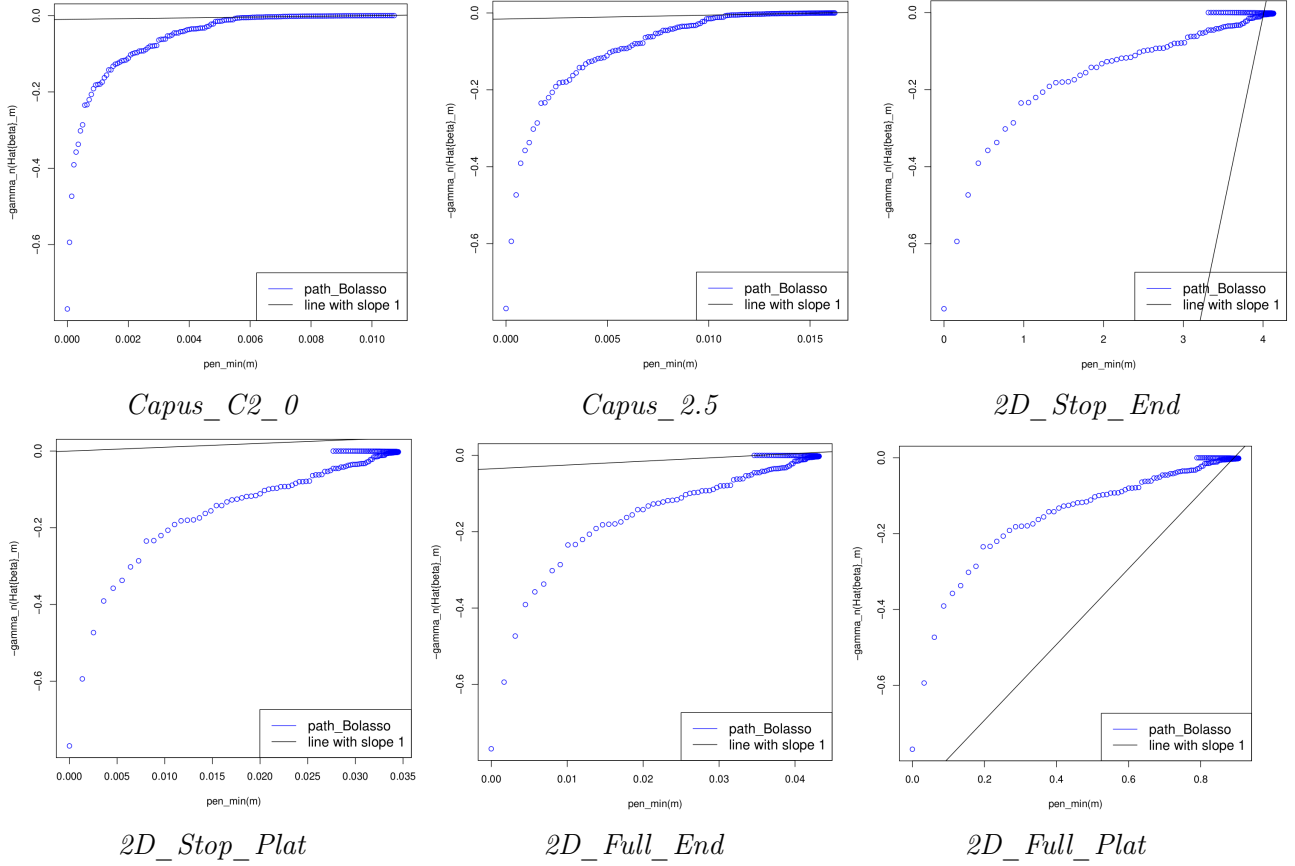 -gamma_n(Hat{beta}_m)
0.0
-0.2
-0.4
-0.6
path_Bolasso
line with slope 1
0.000 0.002 0.004 0.006 0.008 0.010
pen_min(m)
Capus_C2_0
-gamma_n(Hat{beta}_m)
0.0
-0.2
-0.4
-0.6
path_Bolasso
line with slope 1
0.000 0.005 0.010 0.015
pen_min(m)
Capus_2.5
-gamma_n(Hat{beta}_m)
0.0
-0.2
-0.4
-0.6
path_Bolasso
line with slope 1
0 1 2 3 4
pen_min(m)
2D_Stop_End
-gamma_n(Hat{beta}_m)
0.0
-0.2
-0.4
-0.6
path_Bolasso
line with slope 1
0.000 0.005 0.010 0.015 0.020 0.025 0.030 0.035
pen_min(m)
2D_Stop_Plat
-gamma_n(Hat{beta}_m)
0.0
-0.2
-0.4
-0.6
path_Bolasso
line with slope 1
0.00 0.01 0.02 0.03 0.04
pen_min(m)
2D_Full_End
-gamma_n(Hat{beta}_m)
0.0
-0.2
-0.4
-0.6
path_Bolasso
line with slope 1
0.0 0.2 0.4 0.6 0.8
pen_min(m)
2D_Full_Plat